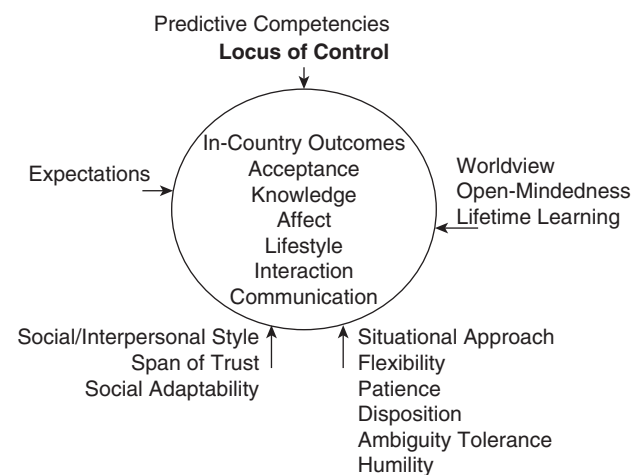 Predictive Competencies
Locus of Control
In-Country Outcomes
Acceptance
Knowledge
Affect
Lifestyle
Interaction
Communication
Expectations
Worldview
Open-Mindedness
Lifetime Learning
Social/Interpersonal Style
Span of Trust
Social Adaptability
Situational Approach
Flexibility
Patience
Disposition
Ambiguity Tolerance
Humility